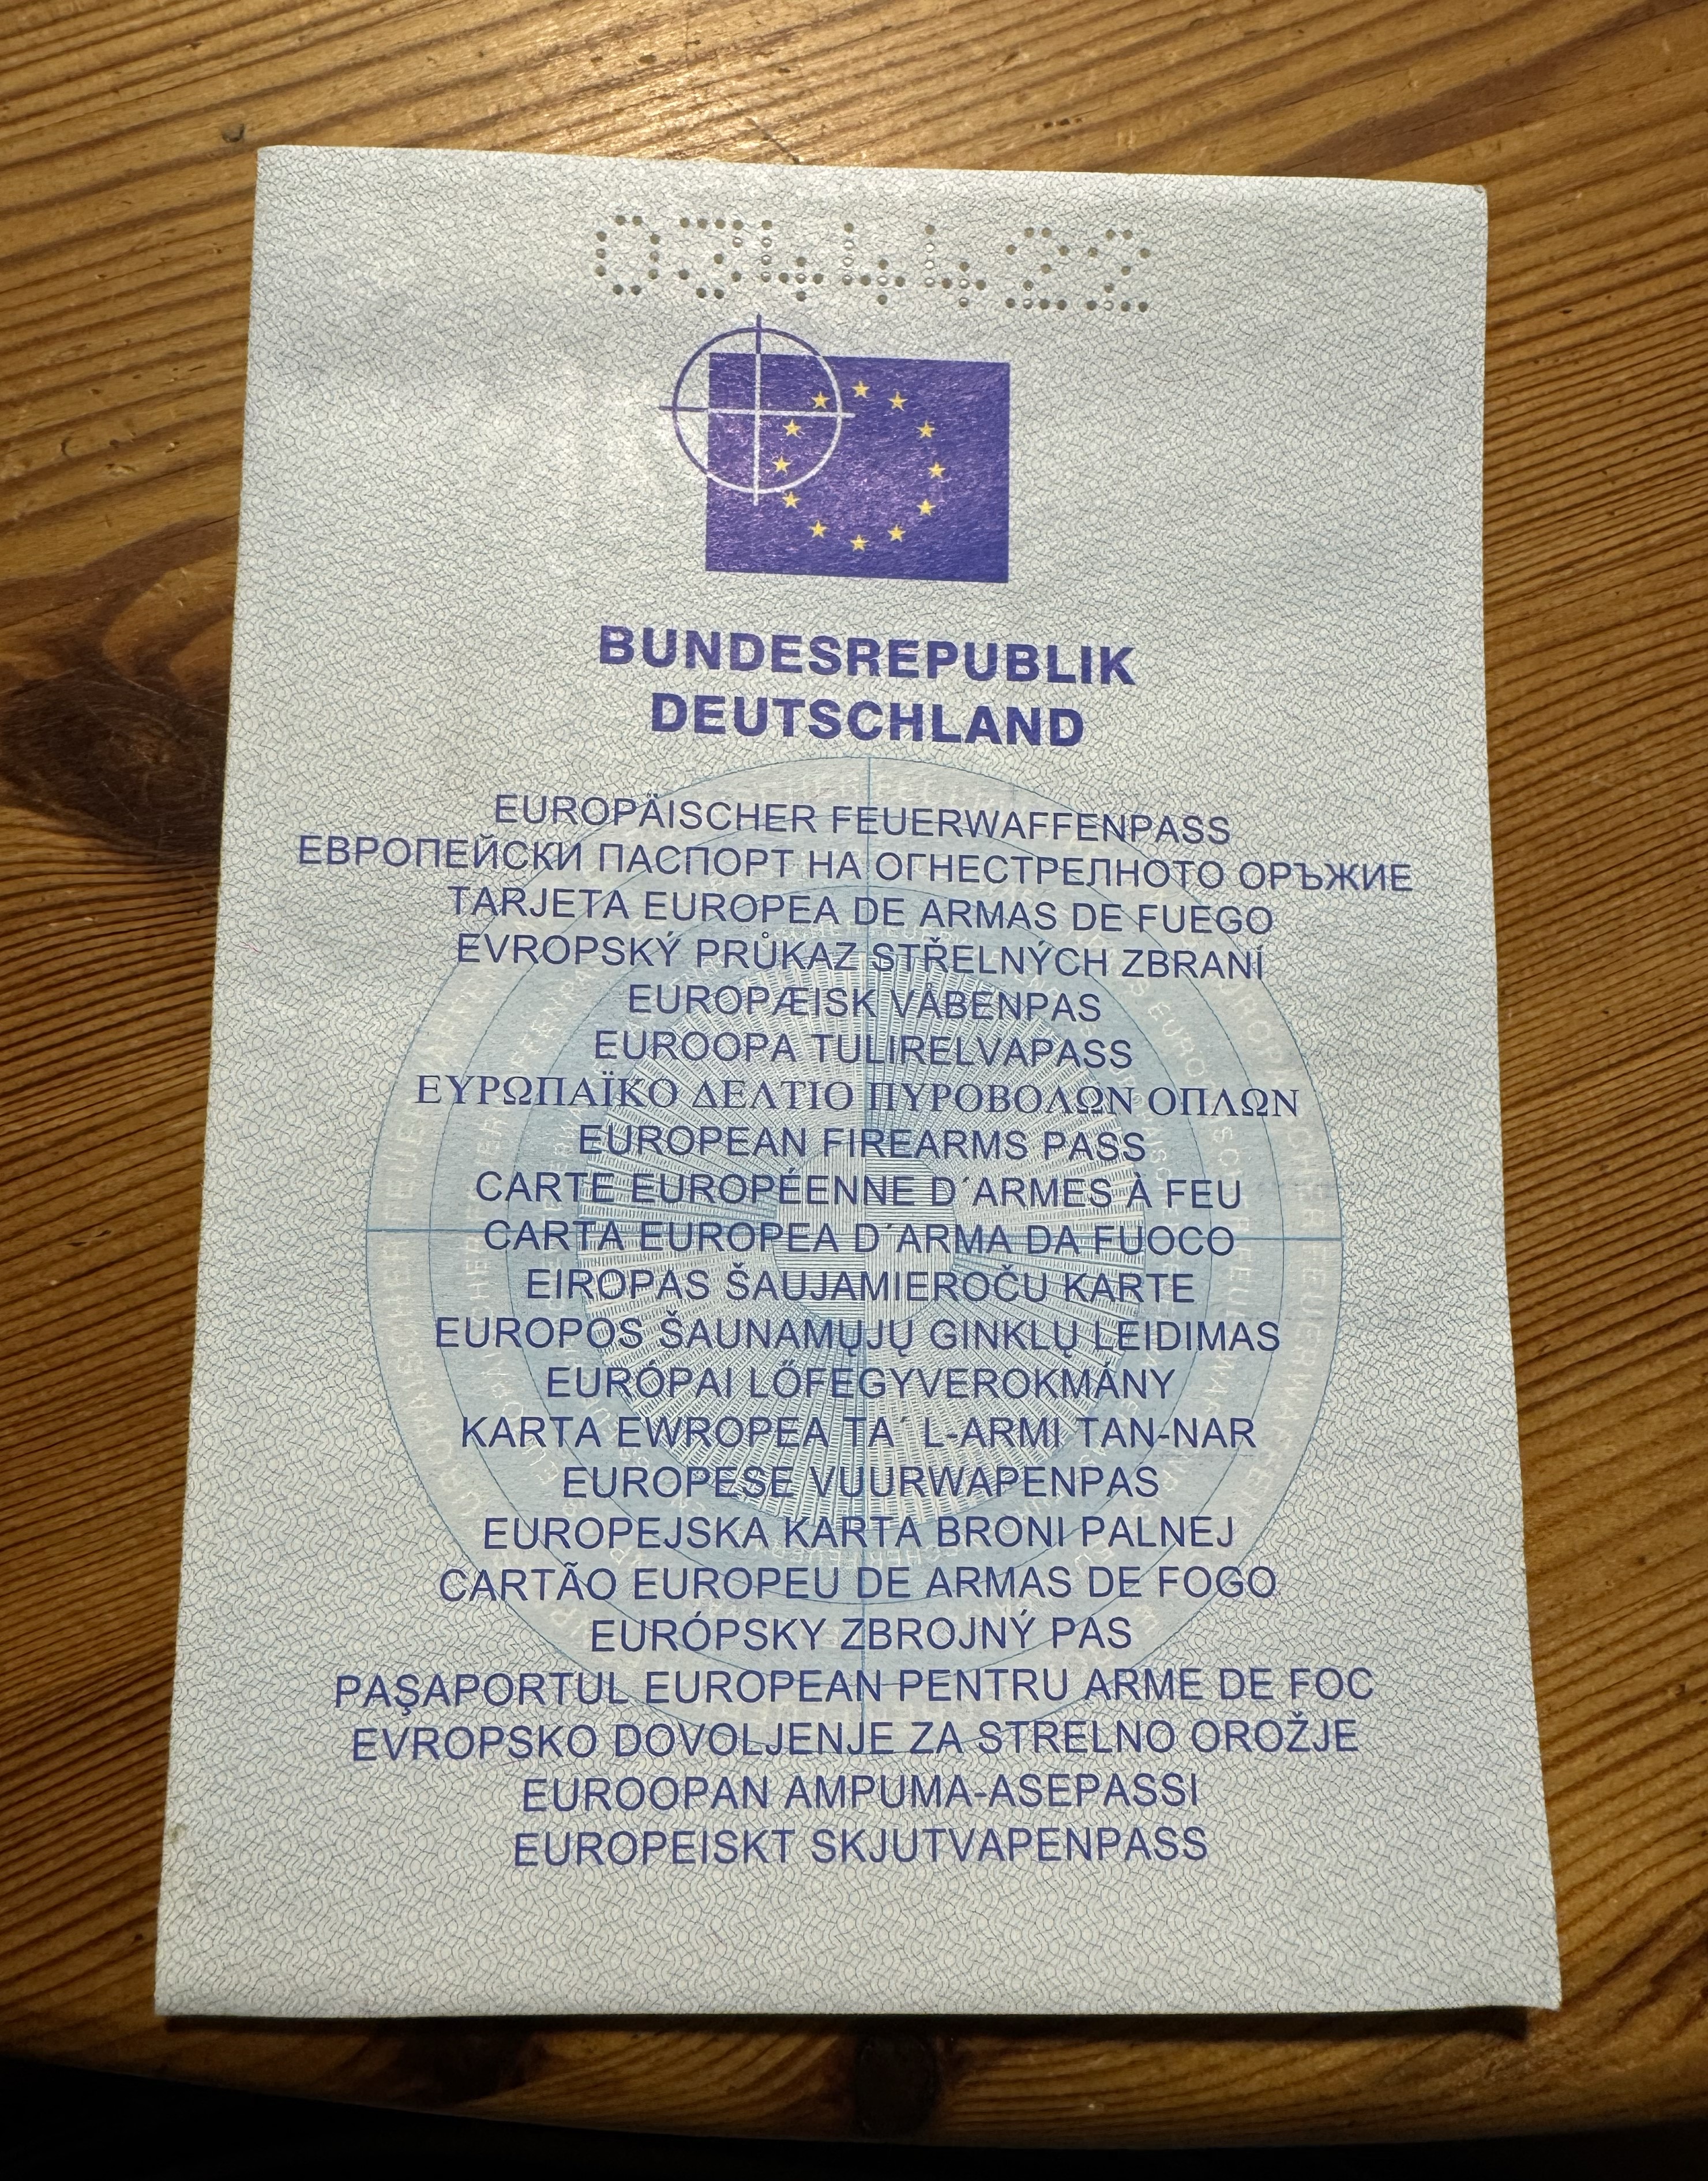 0344422
BUNDESREPUBLIK
DEUTSCHLAND
EUROPÄISCHER FEUERWAFFENPASS
ЕВРОПЕЙСКИ ПАСПОРТ НА ОГНЕСТРЕЛНОТО ОРЪЖИЕ
TARJETA EUROPEA DE ARMAS DE FUEGO
EVROPSKÝ PRŮKAZ STŘELNÝCH ZBRANÍ
EUROPÆISK VÅBENPAS
EUROOPA TULIRELVAPASS
ΕΥΡΩΠΑΪΚΟ ΔΕΛΤΙΟ ΠΥΡΟΒΟΛΩΝ ΟΠΛΩΝ
EUROPEAN FIREARMS PASS
CARTE EUROPÉENNE D´ARMES À FEU
CARTA EUROPEA D´ARMA DA FUOCO
EIROPAS ŠAUJAMIEROČU KARTE
EUROPOS ŠAUNAMŲJŲ GINKLŲ LEIDIMAS
EURÓPAI LŐFEGYVEROKMÁNY
KARTA EWROPEA TA´ L-ARMI TAN-NAR
EUROPESE VUURWAPENPAS
EUROPEJSKA KARTA BRONI PALNEJ
CARTÃO EUROPEU DE ARMAS DE FOGO
EURÓPSKY ZBROJNÝ PAS
PAŞAPORTUL EUROPEAN PENTRU ARME DE FOC
EVROPSKO DOVOLJENJE ZA STRELNO OROŽJE
EUROOPAN AMPUMA-ASEPASSI
EUROPEISKT SKJUTVAPENPASS